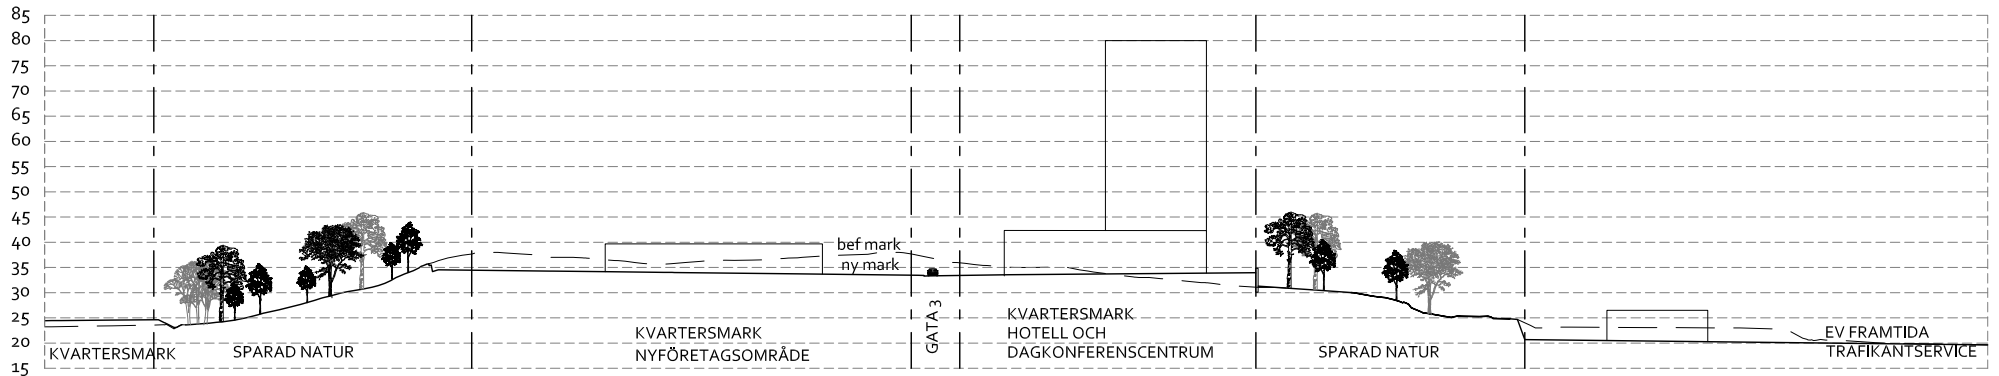 85
80
75
70
65
60
55
50
45
40
35
30
25
20
15
bef mark
ny mark
KVARTERSMARK
SPARAD NATUR
KVARTERSMARK
NYFÖRETAGSOMRÅDE
GATA 3
KVARTERSMARK
HOTELL OCH
DAGKONFERENSCENTRUM
SPARAD NATUR
EV FRAMTIDA
TRAFIKANTSERVICE